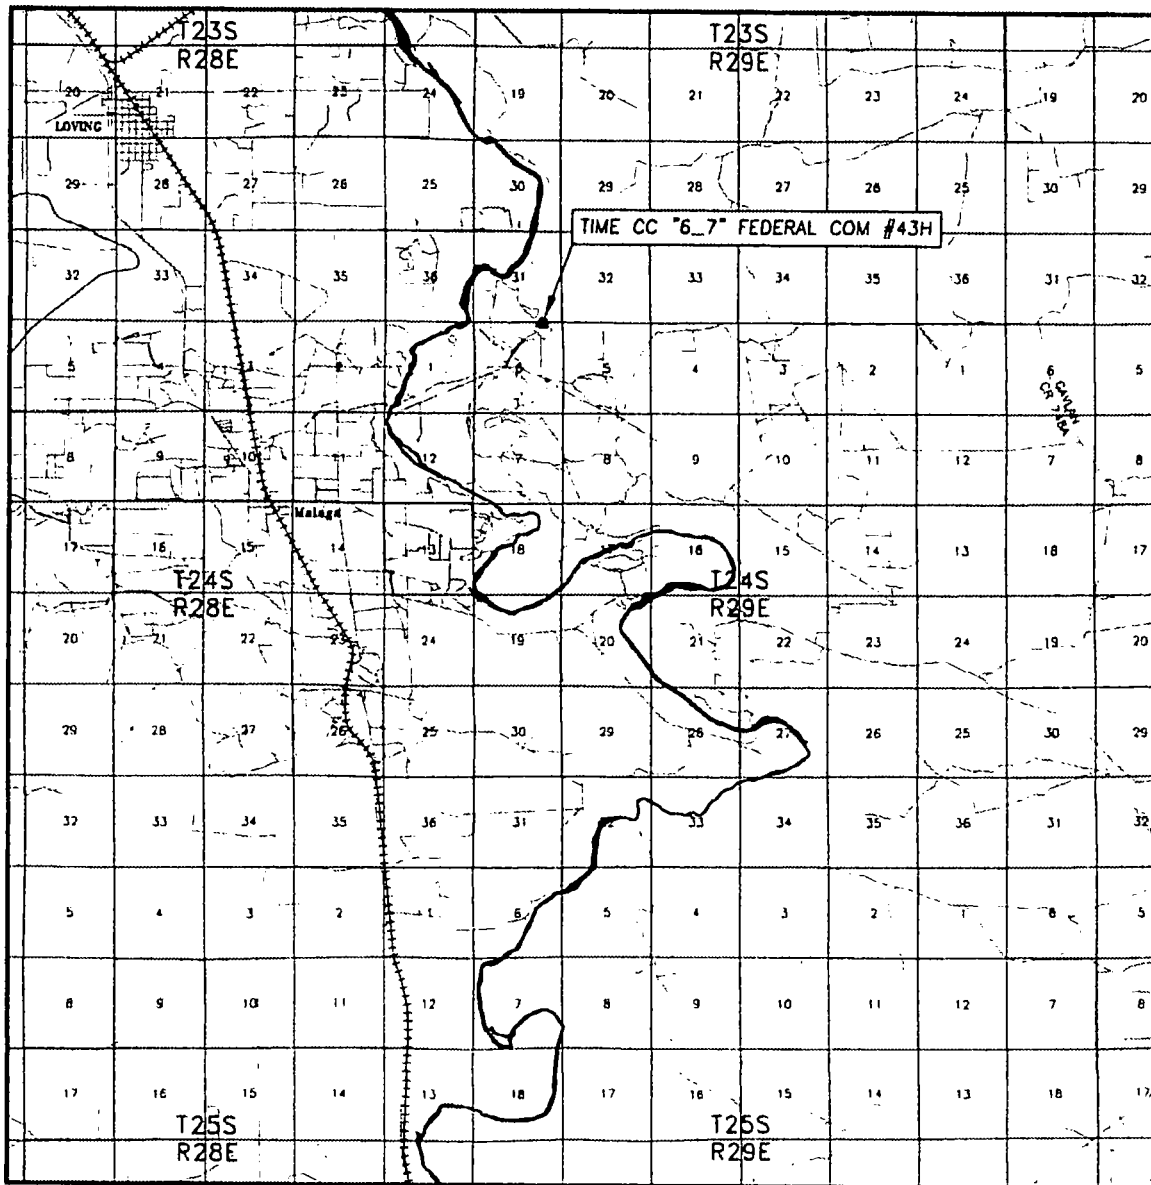 T23S
R28E
T23S
R29E
20 21 22 23 24 19 20 21 22 23 24 19 20
LOVING
29 28 27 26 25 30 29 28 27 26 25 30 29
TIME CC "6_7" FEDERAL COM #43H
32 33 34 35 36 31 32 33 34 35 36 31 32
5 2 1 6 5 4 3 2 1 6 5
GAVILAN
CR 748A
8 9 10 11 12 7 8 9 10 11 12 7 8
Malaga
17 16 15 14 13 18 17 16 15 14 13 18 17
T24S
R28E
T24S
R29E
20 21 22 23 24 19 20 21 22 23 24 19 20
29 28 27 26 25 30 29 28 27 26 25 30 29
32 33 34 35 36 31 32 33 34 35 36 31 32
5 4 3 2 1 6 5 4 3 2 1 6 5
8 9 10 11 12 7 8 9 10 11 12 7 8
17 16 15 14 13 18 17 16 15 14 13 18 17
T25S
R28E
T25S
R29E